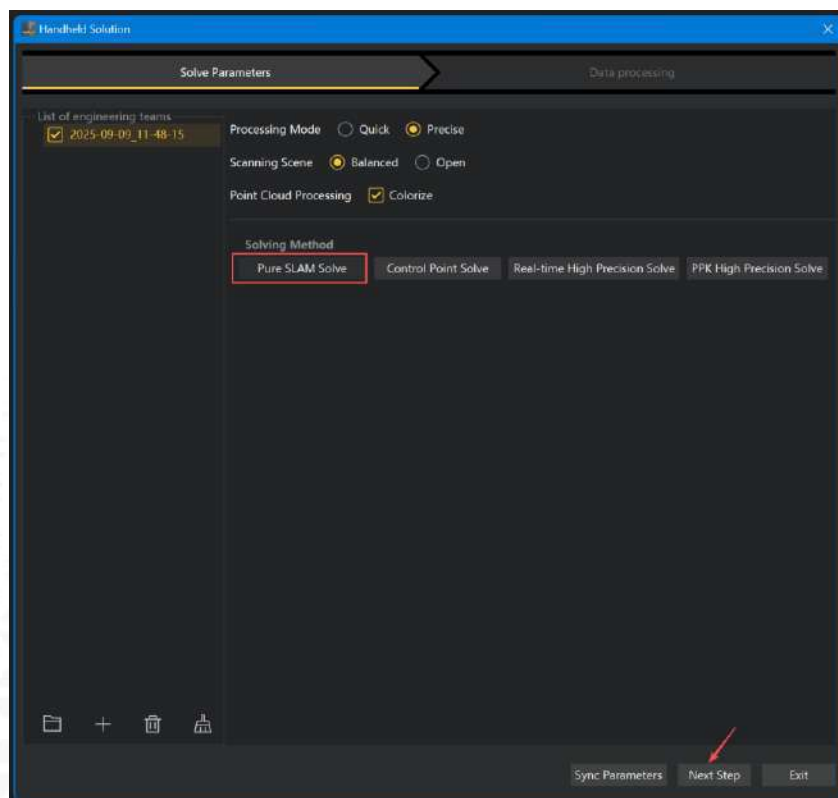 Handheld Solution
Solve Parameters
Data processing
List of engineering teams
2025-09-09_11-48-15
Processing Mode Quick Precise
Scanning Scene Balanced Open
Point Cloud Processing Colorize
Solving Method
Pure SLAM Solve Control Point Solve Real-time High Precision Solve PPK High Precision Solve
Sync Parameters Next Step Exit